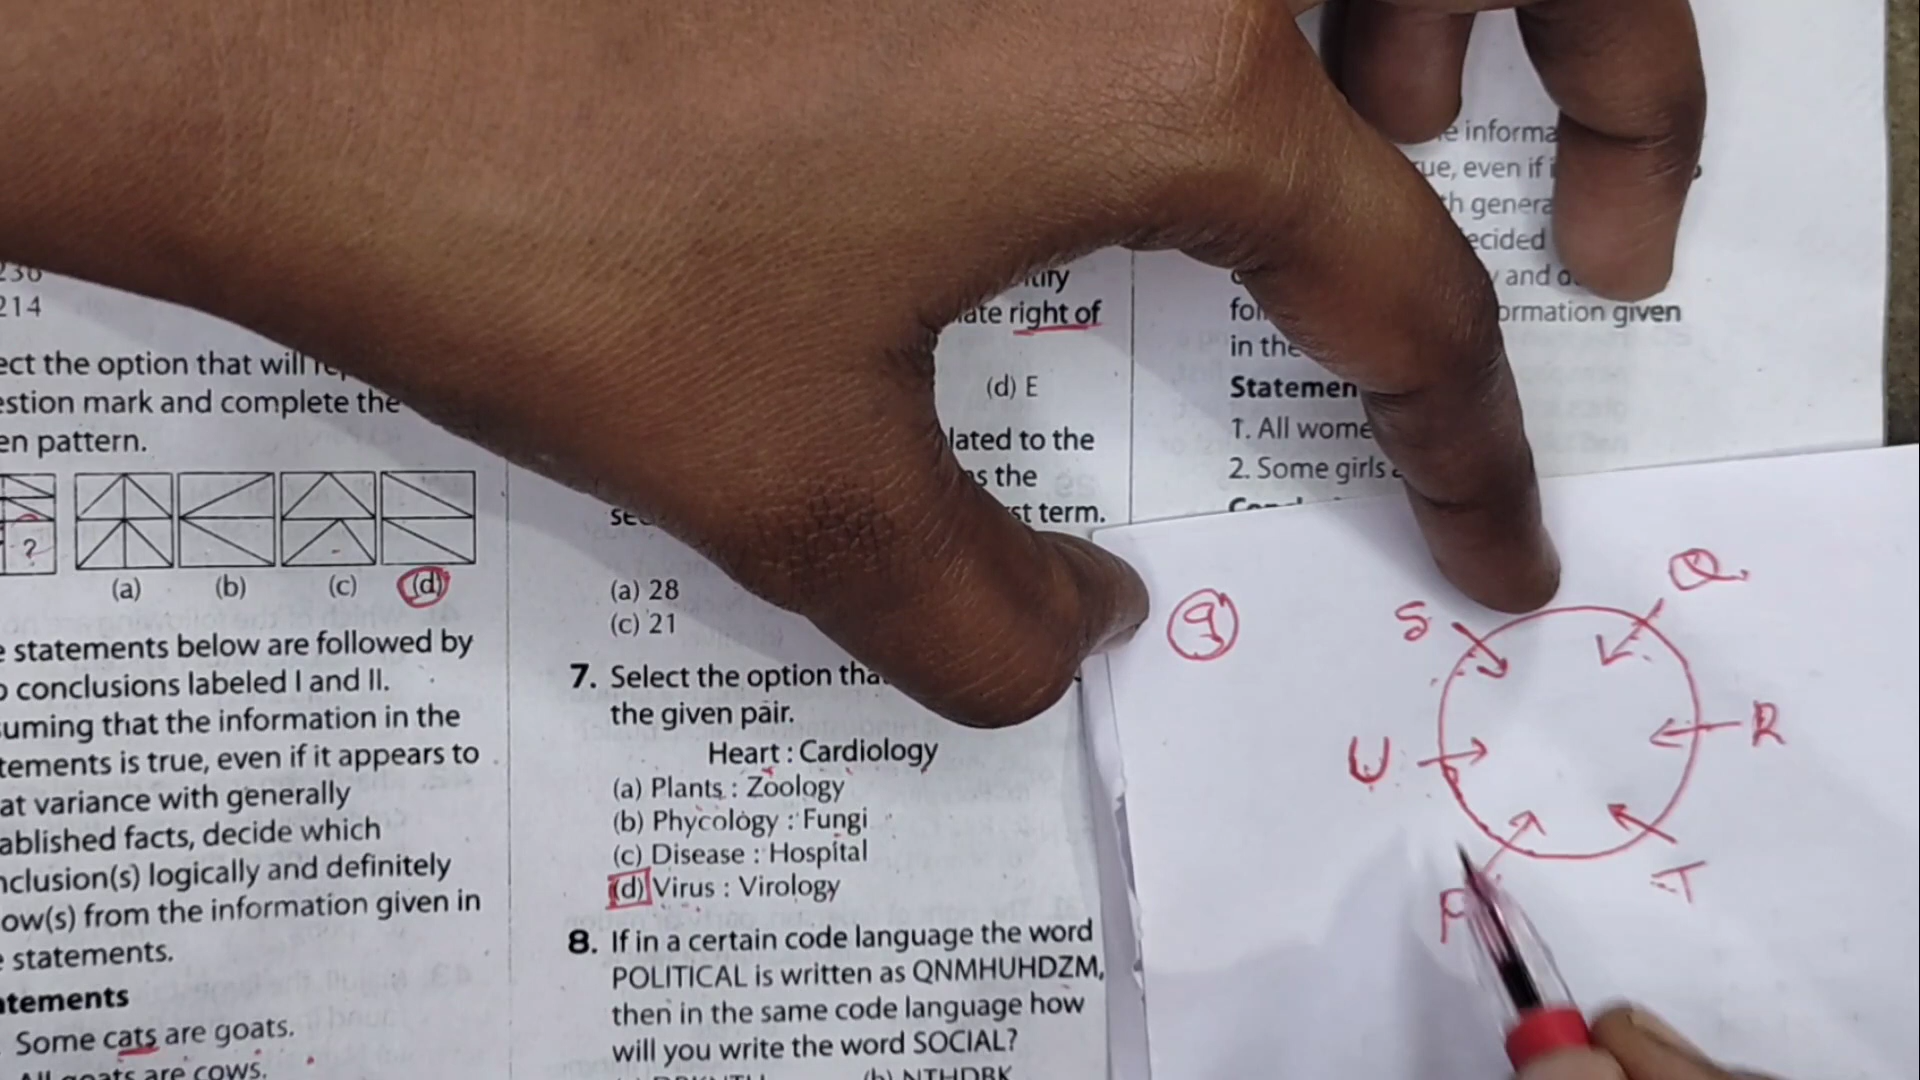 214
ect the option that will
estion mark and complete the
en pattern.
?
(a) (b) (c) (d)
e statements below are followed by
o conclusions labeled I and II.
suming that the information in the
tements is true, even if it appears to
at variance with generally
ablished facts, decide which
nclusion(s) logically and definitely
ow(s) from the information given in
e statements.
atements
Some cats are goats.
All goats are cows.
right of
(d) E
lated to the
s the
st term.
(a) 28
(c) 21
7. Select the option tha
the given pair.
Heart : Cardiology
(a) Plants : Zoology
(b) Phycology : Fungi
(c) Disease : Hospital
(d) Virus : Virology
8. If in a certain code language the word
POLITICAL is written as QNMHUHDZM,
then in the same code language how
will you write the word SOCIAL?
e informa
ue, even if i
h genera
ecided
and
ormation given
in the
Statemen
1. All wome
2. Some girls
9
S
Q
U
R
P
T